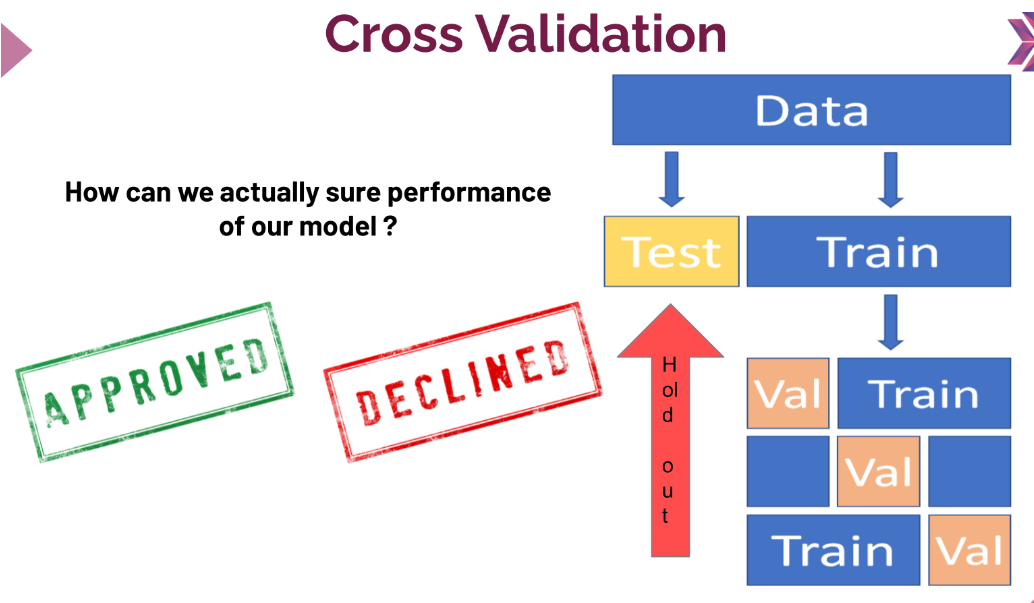 Cross Validation
Data
How can we actually sure performance
of our model ?
Test
Train
APPROVED
DECLINED
H
ol
d
o
u
t
Val
Train
Val
Train
Val